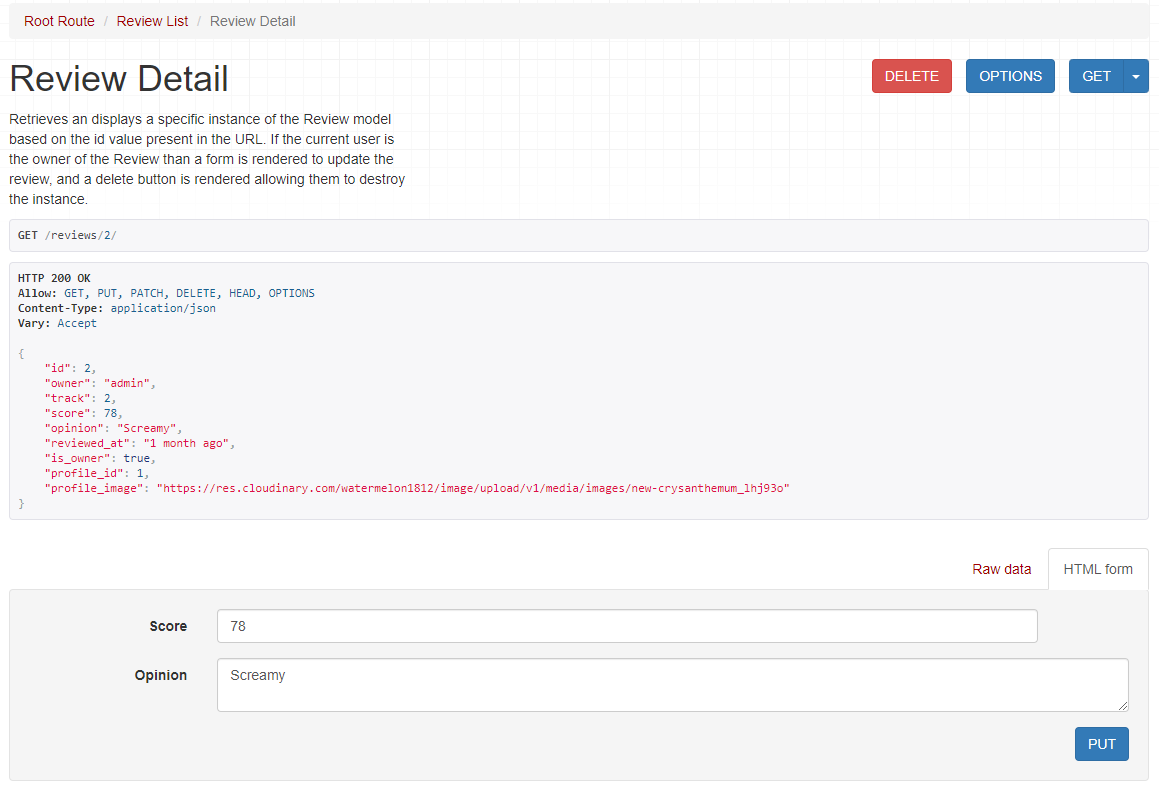 Root Route / Review List / Review Detail
Review Detail
DELETE OPTIONS GET
Retrieves an displays a specific instance of the Review model
based on the id value present in the URL. If the current user is
the owner of the Review than a form is rendered to update the
review, and a delete button is rendered allowing them to destroy
the instance.
GET /reviews/2/
HTTP 200 OK
Allow: GET, PUT, PATCH, DELETE, HEAD, OPTIONS
Content-Type: application/json
Vary: Accept
{
"id": 2,
"owner": "admin",
"track": 2,
"score": 78,
"opinion": "Screamy",
"reviewed_at": "1 month ago",
"is_owner": true,
"profile_id": 1,
"profile_image": "https://res.cloudinary.com/watermelon1812/image/upload/v1/media/images/new-crysanthemum_lhj93o"
}
Raw data HTML form
Score 78
Opinion Screamy
PUT